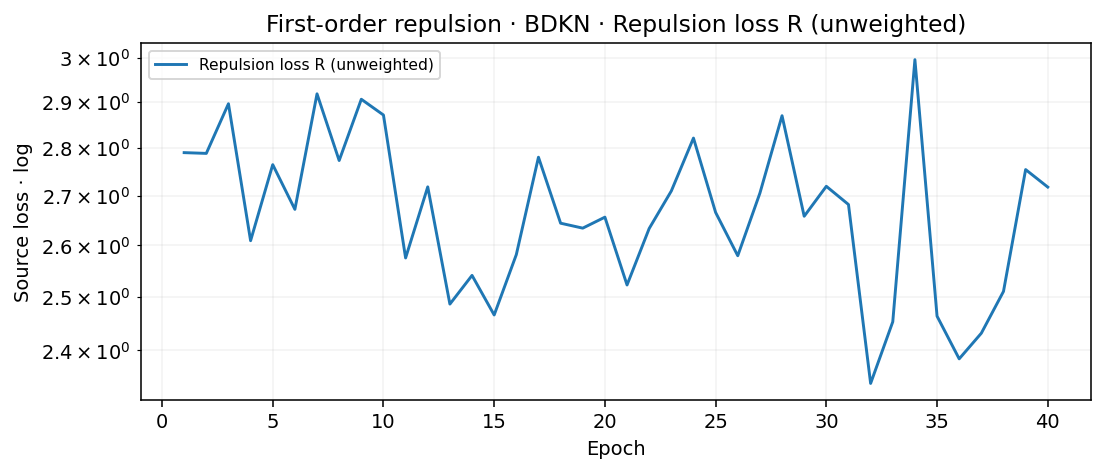 First-order repulsion · BDKN · Repulsion loss R (unweighted)
Repulsion loss R (unweighted)
Source loss · log
3 × 10⁰
2.9 × 10⁰
2.8 × 10⁰
2.7 × 10⁰
2.6 × 10⁰
2.5 × 10⁰
2.4 × 10⁰
0 5 10 15 20 25 30 35 40
Epoch